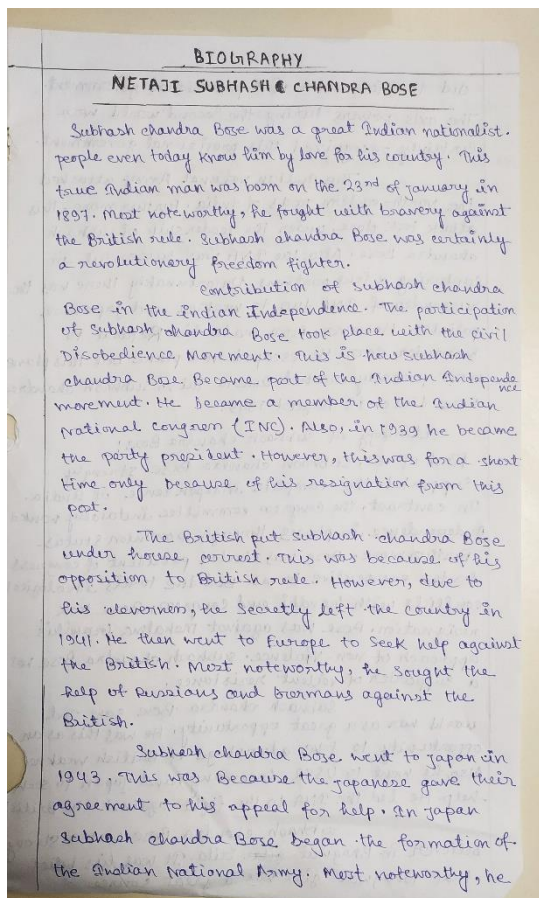 BIOGRAPHY
NETAJI SUBHASH CHANDRA BOSE
Subhash chandra Bose was a great Indian nationalist.
people even today know him by love for his country. This
true Indian man was born on the 23rd of january in
1897. Most noteworthy, he fought with bravery against
the British rule. Subhash chandra Bose was certainly
a revolutionery freedom fighter.
Contribution of subhash chandra
Bose in the indian Independence. The participation
of Subhash chandra Bose took place with the civil
Disobedience Movement. This is how subhash
chandra Bose Became part of the Indian Independence
movement. He became a member of the Indian
National Congress (INC). Also, in 1939 he became
the party president. However, this was for a short
time only because of his resignation from this
post.
The British put subhash chandra Bose
under house arrest. This was because of his
opposition to British rule. However, due to
his cleverness, he secretly left the country in
1941. He then went to Europe to seek help against
the British. Most noteworthy, he sought the
help of Russians and Germans against the
British.
Subhash chandra Bose went to japan in
1943. This was Because the japanese gave their
agreement to his appeal for help. In japan
Subhash chandra Bose began the formation of
the Indian National Army. Most noteworthy, he